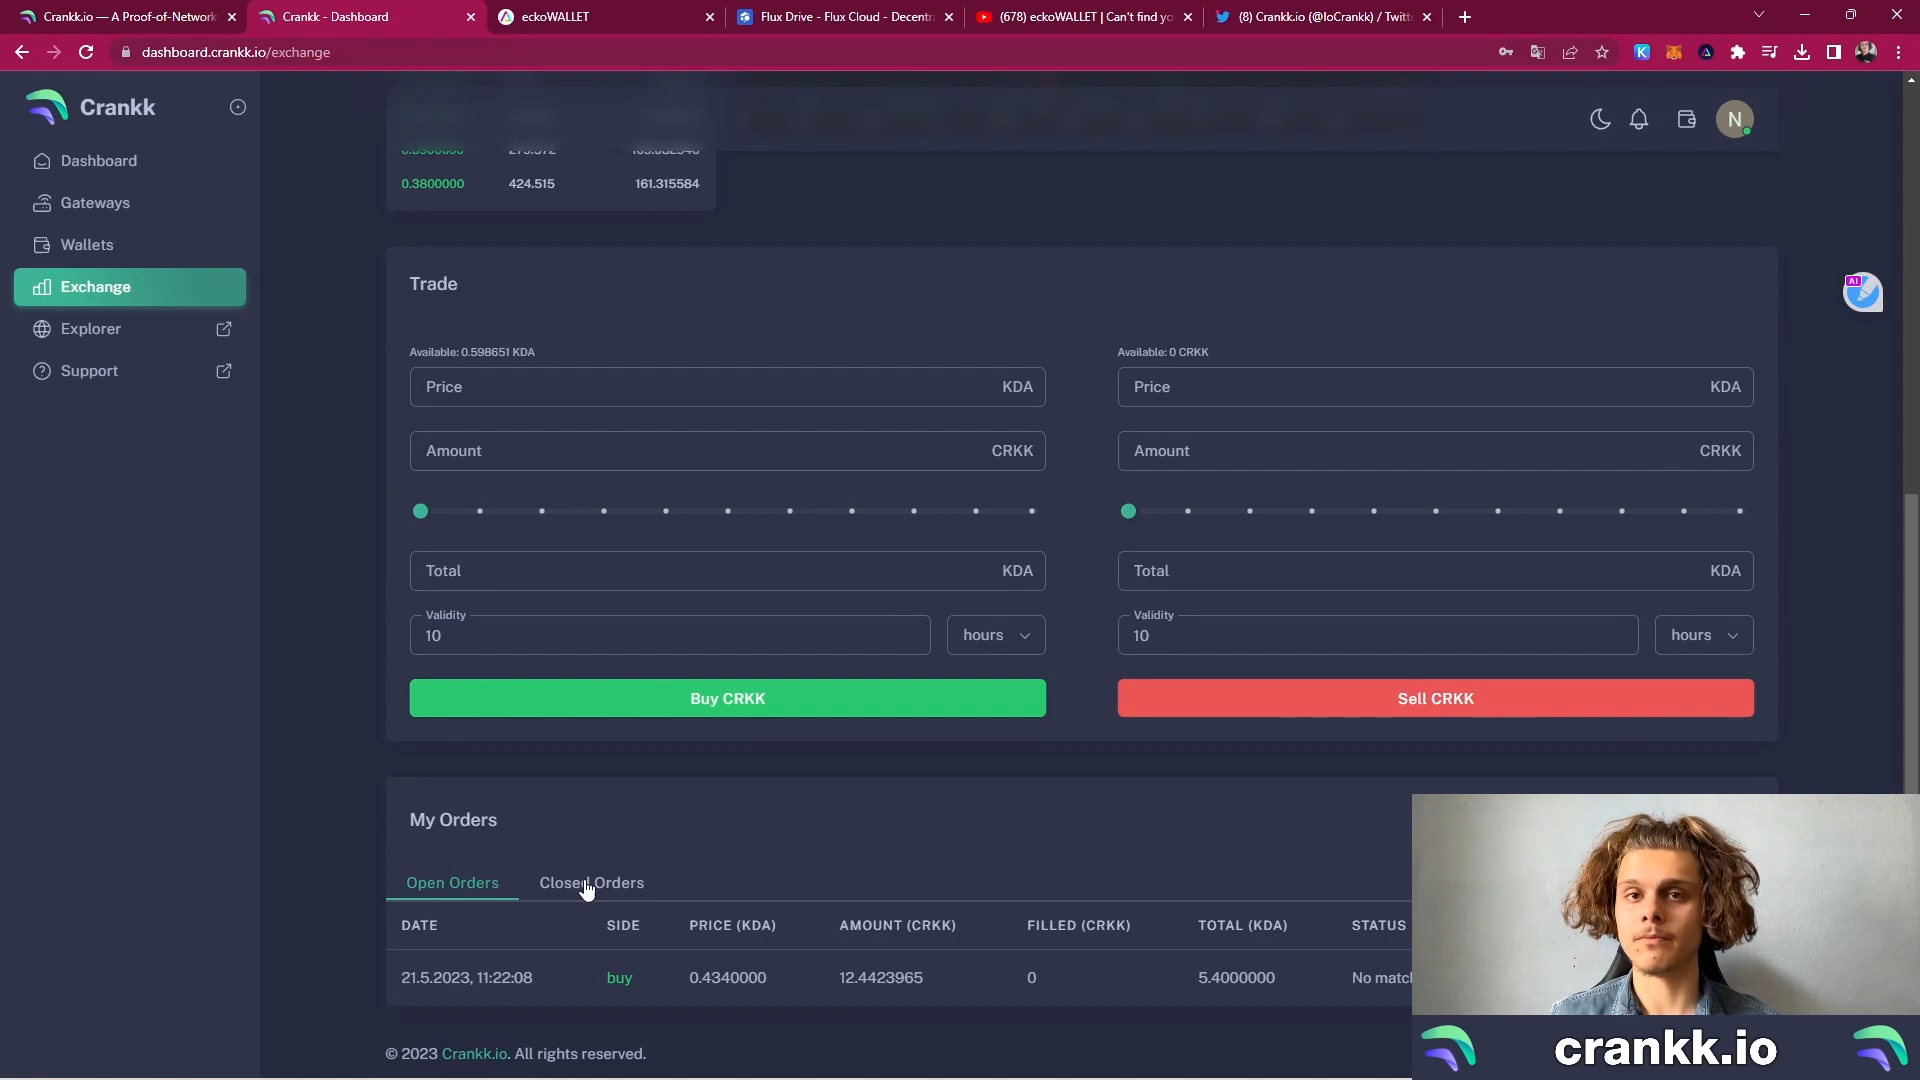 Crankk.io — A Proof-of-Network
Crankk - Dashboard
eckoWALLET
Flux Drive - Flux Cloud - Decentr
(678) eckoWALLET | Can't find yo
(8) Crankk.io (@IoCrankk) / Twitt
dashboard.crankk.io/exchange
Crankk
N
Dashboard
Gateways
Wallets
Exchange
Explorer
Support
0.3800000 424.515 161.315584
AI
Trade
Available: 0.598651 KDA
Available: 0 CRKK
Price KDA
Price KDA
Amount CRKK
Amount CRKK
Total KDA
Total KDA
Validity
10 hours
Validity
10 hours
Buy CRKK
Sell CRKK
My Orders
Open Orders Closed Orders
DATE SIDE PRICE (KDA) AMOUNT (CRKK) FILLED (CRKK) TOTAL (KDA) STATUS
21.5.2023, 11:22:08 buy 0.4340000 12.4423965 0 5.4000000 No matc
© 2023 Crankk.io. All rights reserved.
crankk.io